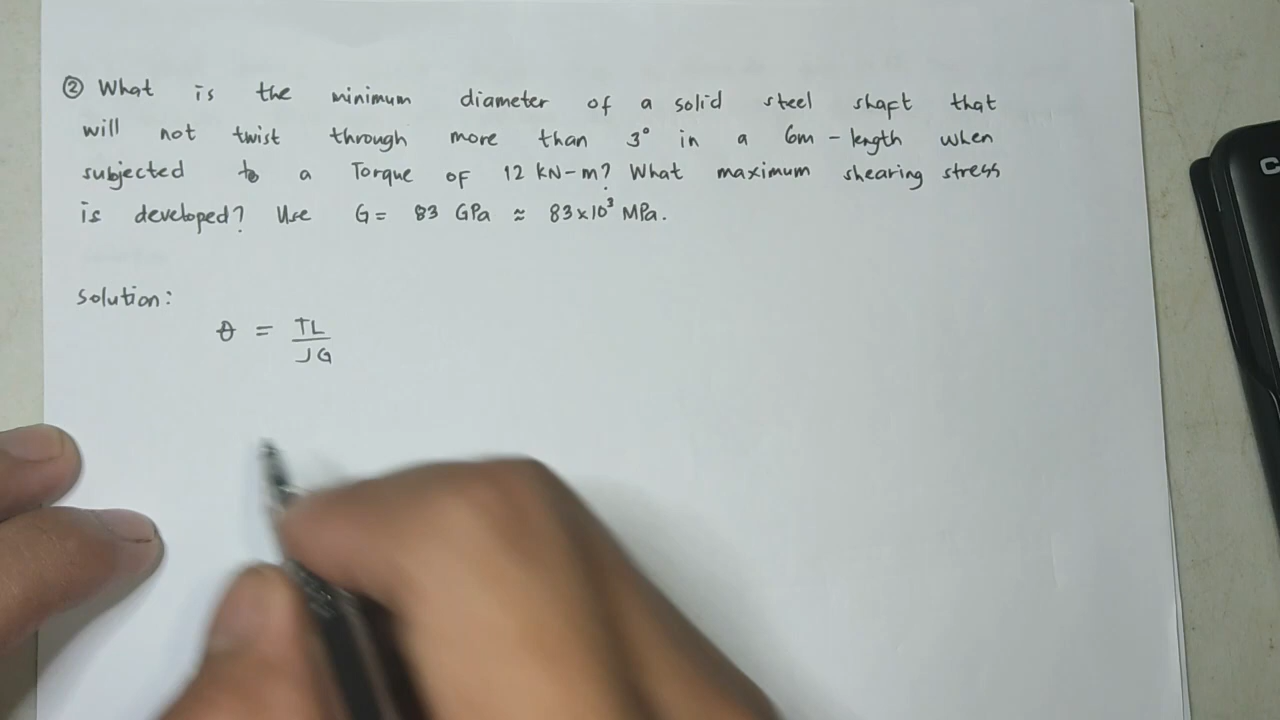 ② What is the minimum diameter of a solid steel shaft that
will not twist through more than 3° in a 6m - length when
subjected to a Torque of 12 kN-m? What maximum shearing stress
is developed? Use G = 83 GPa ≈ 83x10³ MPa.
Solution:
θ = TL/JG